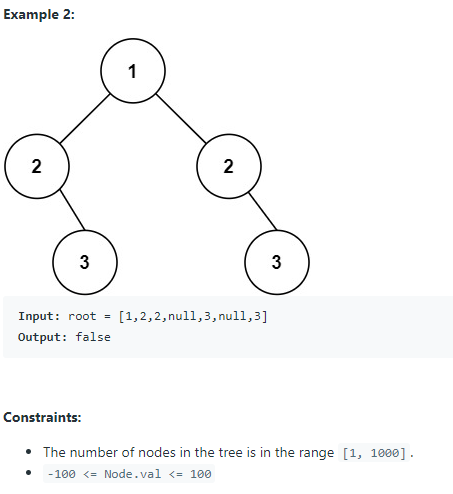 Example 2:
1
2 2
3 3
Input: root = [1,2,2,null,3,null,3]
Output: false
Constraints:
• The number of nodes in the tree is in the range [1, 1000].
• -100 <= Node.val <= 100